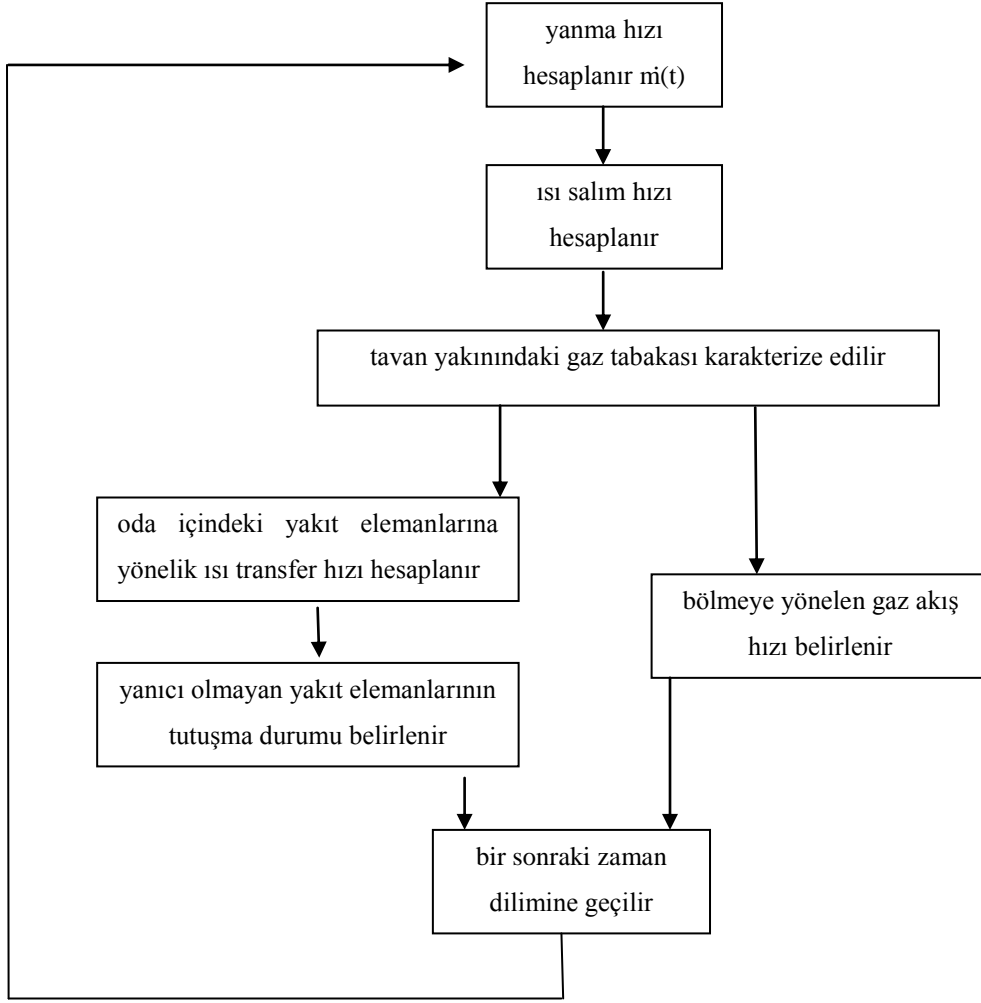 yanma hızı
hesaplanır ṁ(t)
ısı salım hızı
hesaplanır
tavan yakınındaki gaz tabakası karakterize edilir
oda içindeki yakıt elemanlarına
yönelik ısı transfer hızı hesaplanır
bölmeye yönelen gaz akış
hızı belirlenir
yanıcı olmayan yakıt elemanlarının
tutuşma durumu belirlenir
bir sonraki zaman
dilimine geçilir